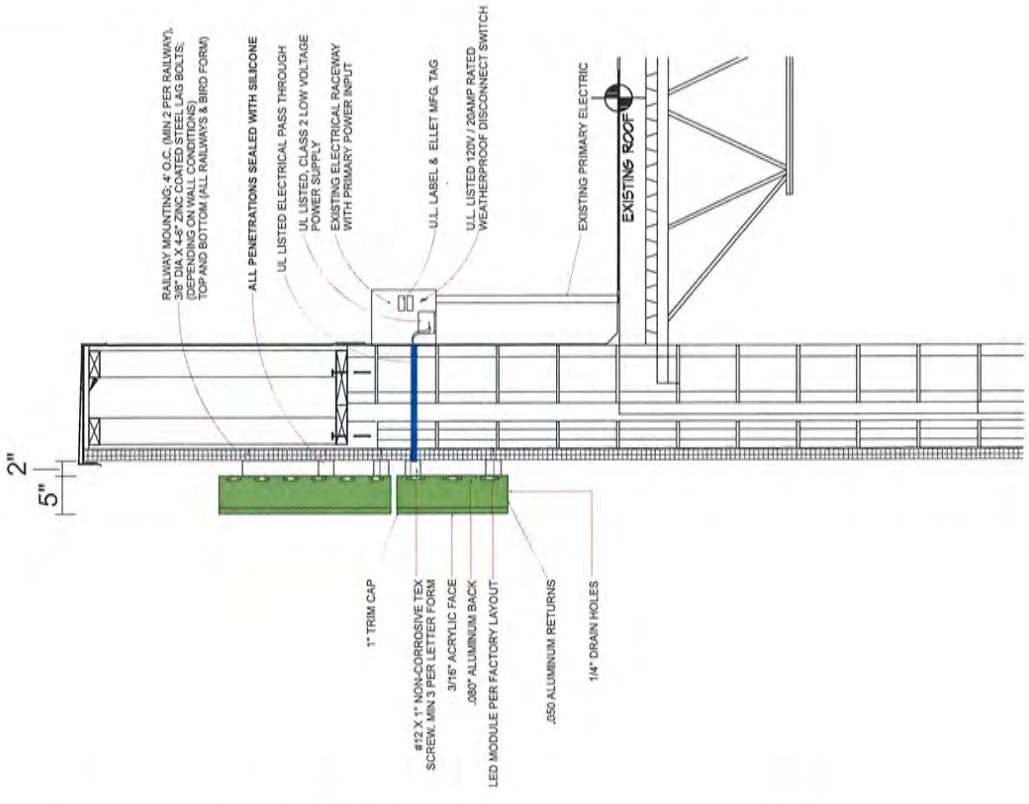 RAILWAY MOUNTING; 4' O.C. (MIN 2 PER RAILWAY),
3/8" DIA X 4-6" ZINC COATED STEEL LAG BOLTS;
(DEPENDING ON WALL CONDITIONS)
TOP AND BOTTOM (ALL RAILWAYS & BIRD FORM)
ALL PENETRATIONS SEALED WITH SILICONE
UL LISTED ELECTRICAL PASS THROUGH
UL LISTED, CLASS 2 LOW VOLTAGE
POWER SUPPLY
EXISTING ELECTRICAL RACEWAY
WITH PRIMARY POWER INPUT
U.L. LABEL & ELLET MFG, TAG
U.L. LISTED 120V / 20AMP RATED
WEATHERPROOF DISCONNECT SWITCH
EXISTING PRIMARY ELECTRIC
EXISTING ROOF
2"
5"
1" TRIM CAP
#12 X 1" NON-CORROSIVE TEX
SCREW. MIN 3 PER LETTER FORM
3/16" ACRYLIC FACE
.080" ALUMINUM BACK
LED MODULE PER FACTORY LAYOUT
.050 ALUMINUM RETURNS
1/4" DRAIN HOLES